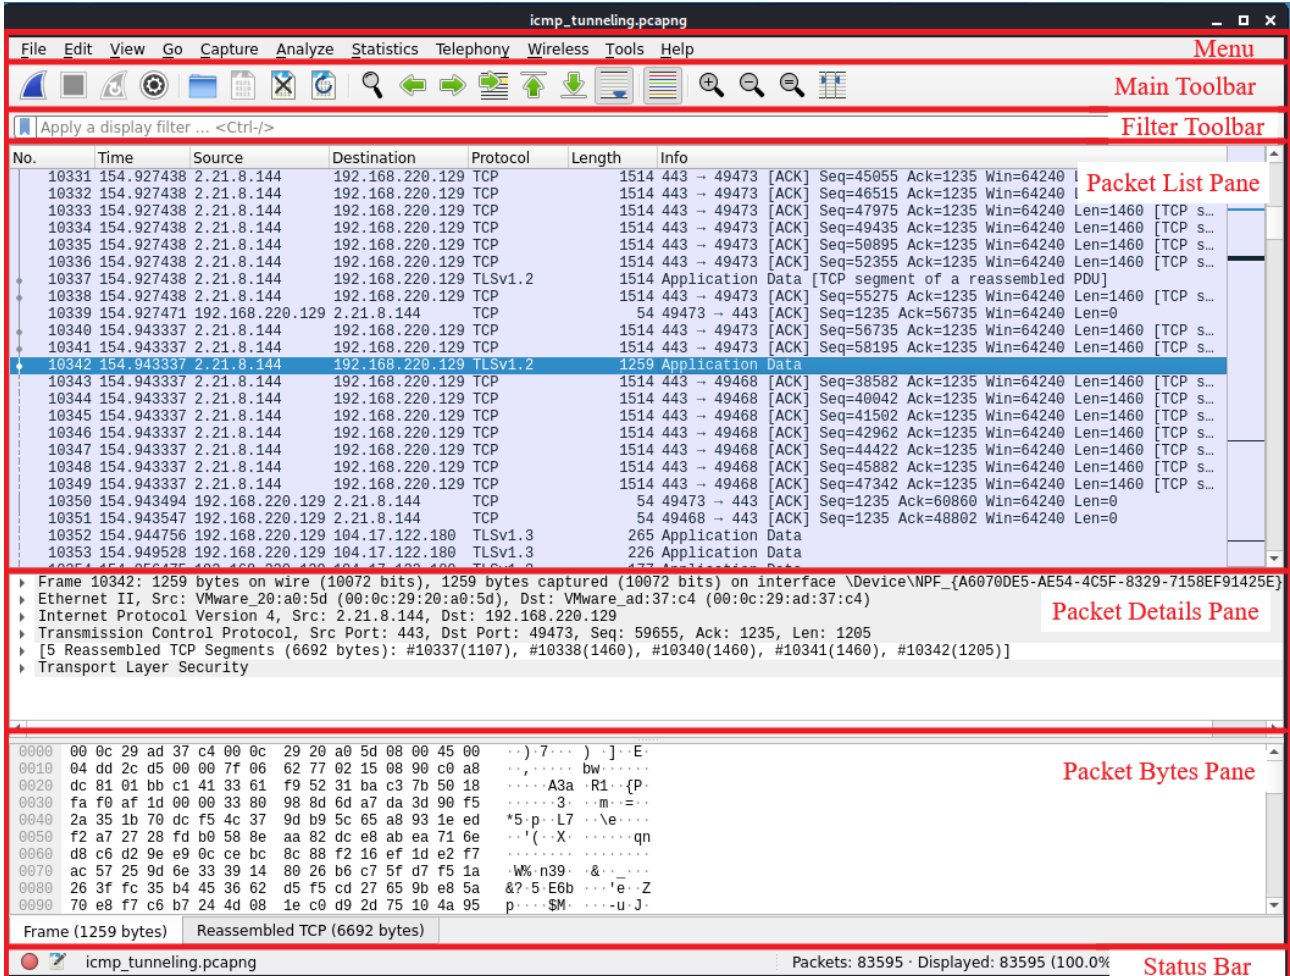 icmp_tunneling.pcapng
File Edit View Go Capture Analyze Statistics Telephony Wireless Tools Help Menu
Main Toolbar
Apply a display filter ... <Ctrl-/> Filter Toolbar
No. Time Source Destination Protocol Length Info
Packet List Pane
10331 154.927438 2.21.8.144 192.168.220.129 TCP 1514 443 → 49473 [ACK] Seq=45055 Ack=1235 Win=64240
10332 154.927438 2.21.8.144 192.168.220.129 TCP 1514 443 → 49473 [ACK] Seq=46515 Ack=1235 Win=64240
10333 154.927438 2.21.8.144 192.168.220.129 TCP 1514 443 → 49473 [ACK] Seq=47975 Ack=1235 Win=64240 Len=1460 [TCP s…
10334 154.927438 2.21.8.144 192.168.220.129 TCP 1514 443 → 49473 [ACK] Seq=49435 Ack=1235 Win=64240 Len=1460 [TCP s…
10335 154.927438 2.21.8.144 192.168.220.129 TCP 1514 443 → 49473 [ACK] Seq=50895 Ack=1235 Win=64240 Len=1460 [TCP s…
10336 154.927438 2.21.8.144 192.168.220.129 TCP 1514 443 → 49473 [ACK] Seq=52355 Ack=1235 Win=64240 Len=1460 [TCP s…
10337 154.927438 2.21.8.144 192.168.220.129 TLSv1.2 1514 Application Data [TCP segment of a reassembled PDU]
10338 154.927438 2.21.8.144 192.168.220.129 TCP 1514 443 → 49473 [ACK] Seq=55275 Ack=1235 Win=64240 Len=1460 [TCP s…
10339 154.927471 192.168.220.129 2.21.8.144 TCP 54 49473 → 443 [ACK] Seq=1235 Ack=56735 Win=64240 Len=0
10340 154.943337 2.21.8.144 192.168.220.129 TCP 1514 443 → 49473 [ACK] Seq=56735 Ack=1235 Win=64240 Len=1460 [TCP s…
10341 154.943337 2.21.8.144 192.168.220.129 TCP 1514 443 → 49473 [ACK] Seq=58195 Ack=1235 Win=64240 Len=1460 [TCP s…
10342 154.943337 2.21.8.144 192.168.220.129 TLSv1.2 1259 Application Data
10343 154.943337 2.21.8.144 192.168.220.129 TCP 1514 443 → 49468 [ACK] Seq=38582 Ack=1235 Win=64240 Len=1460 [TCP s…
10344 154.943337 2.21.8.144 192.168.220.129 TCP 1514 443 → 49468 [ACK] Seq=40042 Ack=1235 Win=64240 Len=1460 [TCP s…
10345 154.943337 2.21.8.144 192.168.220.129 TCP 1514 443 → 49468 [ACK] Seq=41502 Ack=1235 Win=64240 Len=1460 [TCP s…
10346 154.943337 2.21.8.144 192.168.220.129 TCP 1514 443 → 49468 [ACK] Seq=42962 Ack=1235 Win=64240 Len=1460 [TCP s…
10347 154.943337 2.21.8.144 192.168.220.129 TCP 1514 443 → 49468 [ACK] Seq=44422 Ack=1235 Win=64240 Len=1460 [TCP s…
10348 154.943337 2.21.8.144 192.168.220.129 TCP 1514 443 → 49468 [ACK] Seq=45882 Ack=1235 Win=64240 Len=1460 [TCP s…
10349 154.943337 2.21.8.144 192.168.220.129 TCP 1514 443 → 49468 [ACK] Seq=47342 Ack=1235 Win=64240 Len=1460 [TCP s…
10350 154.943494 192.168.220.129 2.21.8.144 TCP 54 49473 → 443 [ACK] Seq=1235 Ack=60860 Win=64240 Len=0
10351 154.943547 192.168.220.129 2.21.8.144 TCP 54 49468 → 443 [ACK] Seq=1235 Ack=48802 Win=64240 Len=0
10352 154.944756 192.168.220.129 104.17.122.180 TLSv1.3 265 Application Data
10353 154.949528 192.168.220.129 104.17.122.180 TLSv1.3 226 Application Data
Frame 10342: 1259 bytes on wire (10072 bits), 1259 bytes captured (10072 bits) on interface \Device\NPF_{A6070DE5-AE54-4C5F-8329-7158EF91425E}
Ethernet II, Src: VMware_20:a0:5d (00:0c:29:20:a0:5d), Dst: VMware_ad:37:c4 (00:0c:29:ad:37:c4)
Internet Protocol Version 4, Src: 2.21.8.144, Dst: 192.168.220.129
Packet Details Pane
Transmission Control Protocol, Src Port: 443, Dst Port: 49473, Seq: 59655, Ack: 1235, Len: 1205
[5 Reassembled TCP Segments (6692 bytes): #10337(1107), #10338(1460), #10340(1460), #10341(1460), #10342(1205)]
Transport Layer Security
0000 00 0c 29 ad 37 c4 00 0c 29 20 a0 5d 08 00 45 00 ··)·7··· ) ·]··E·
0010 04 dd 2c d5 00 00 7f 06 62 77 02 15 08 90 c0 a8 ··,····· bw······
Packet Bytes Pane
0020 dc 81 01 bb c1 41 33 61 f9 52 31 ba c3 7b 50 18 ·····A3a ·R1··{P·
0030 fa f0 af 1d 00 00 33 80 98 8d 6d a7 da 3d 90 f5 ······3· ··m··=··
0040 2a 35 1b 70 dc f5 4c 37 9d b9 5c 65 a8 93 1e ed *5·p··L7 ··\e····
0050 f2 a7 27 28 fd b0 58 8e aa 82 dc e8 ab ea 71 6e ··'(··X· ······qn
0060 d8 c6 d2 9e e9 0c ce bc 8c 88 f2 16 ef 1d e2 f7 ········ ········
0070 ac 57 25 9d 6e 33 39 14 80 26 b6 c7 5f d7 f5 1a ·W%·n39· ·&··_···
0080 26 3f fc 35 b4 45 36 62 d5 f5 cd 27 65 9b e8 5a &?·5·E6b ···'e··Z
0090 70 e8 f7 c6 b7 24 4d 08 1e c0 d9 2d 75 10 4a 95 p····$M· ···-u·J·
Frame (1259 bytes) Reassembled TCP (6692 bytes)
icmp_tunneling.pcapng Packets: 83595 · Displayed: 83595 (100.0% Status Bar